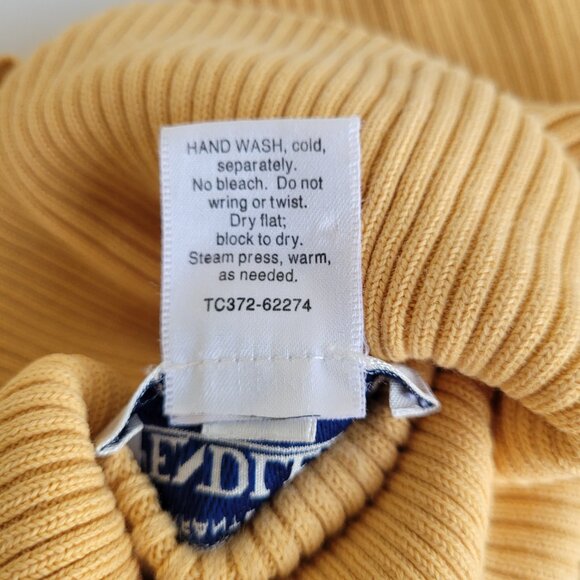 HAND WASH, cold,
separately.
No bleach. Do not
wring or twist.
Dry flat;
block to dry.
Steam press, warm,
as needed.
TC372-62274